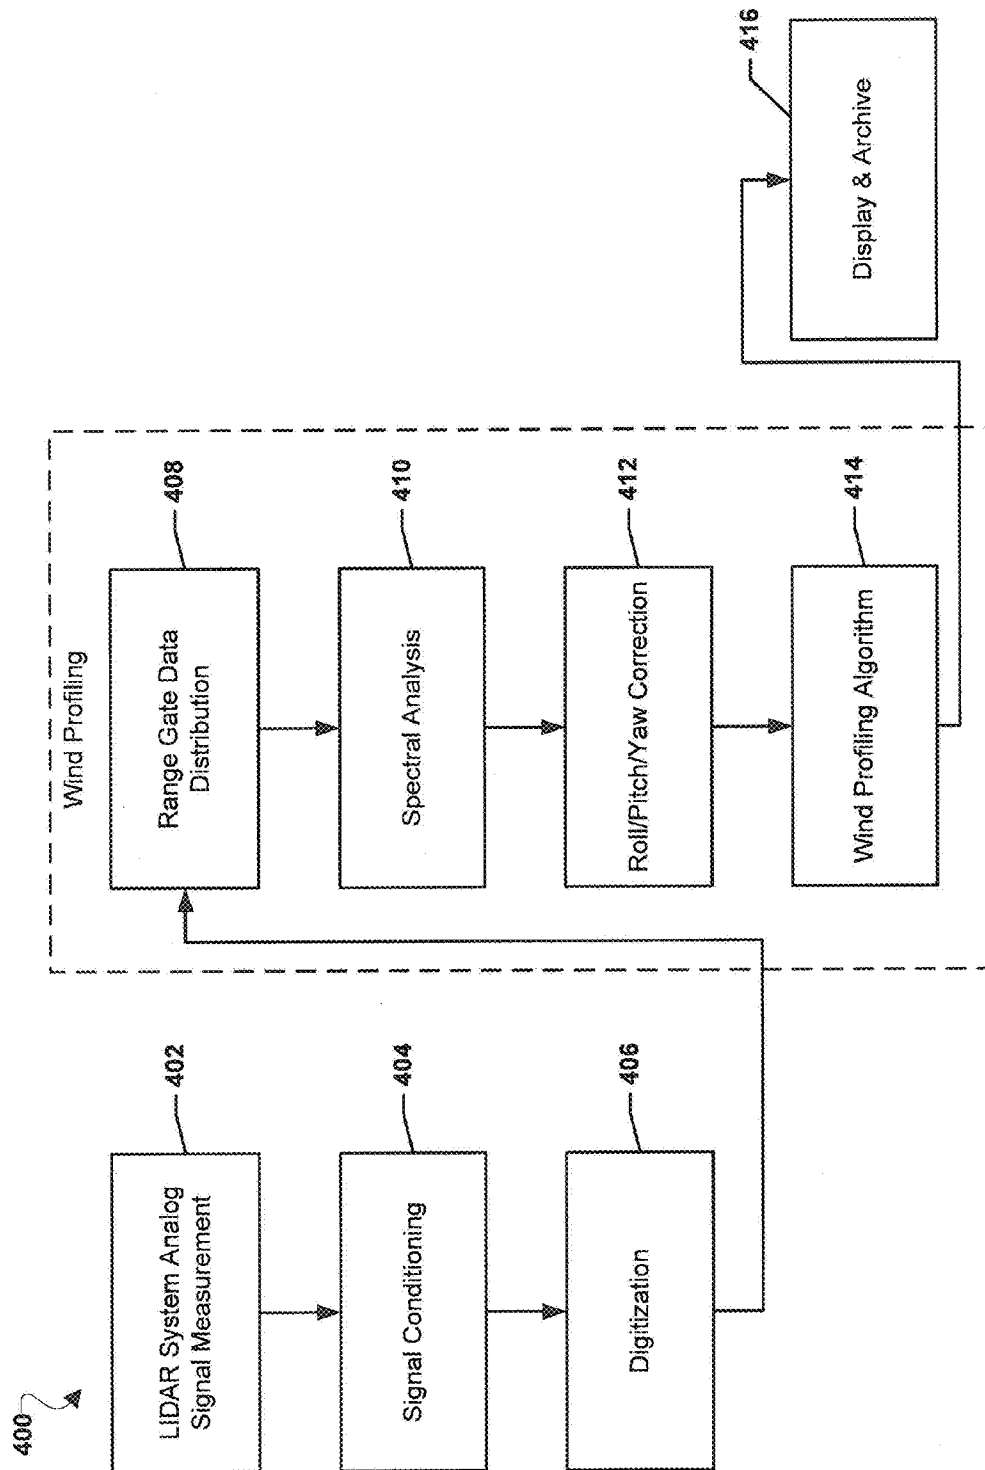 400
LIDAR System Analog
Signal Measurement
402
Signal Conditioning
404
Digitization
406
Wind Profiling
Range Gate Data
Distribution
408
Spectral Analysis
410
Roll/Pitch/Yaw Correction
412
Wind Profiling Algorithm
414
Display & Archive
416